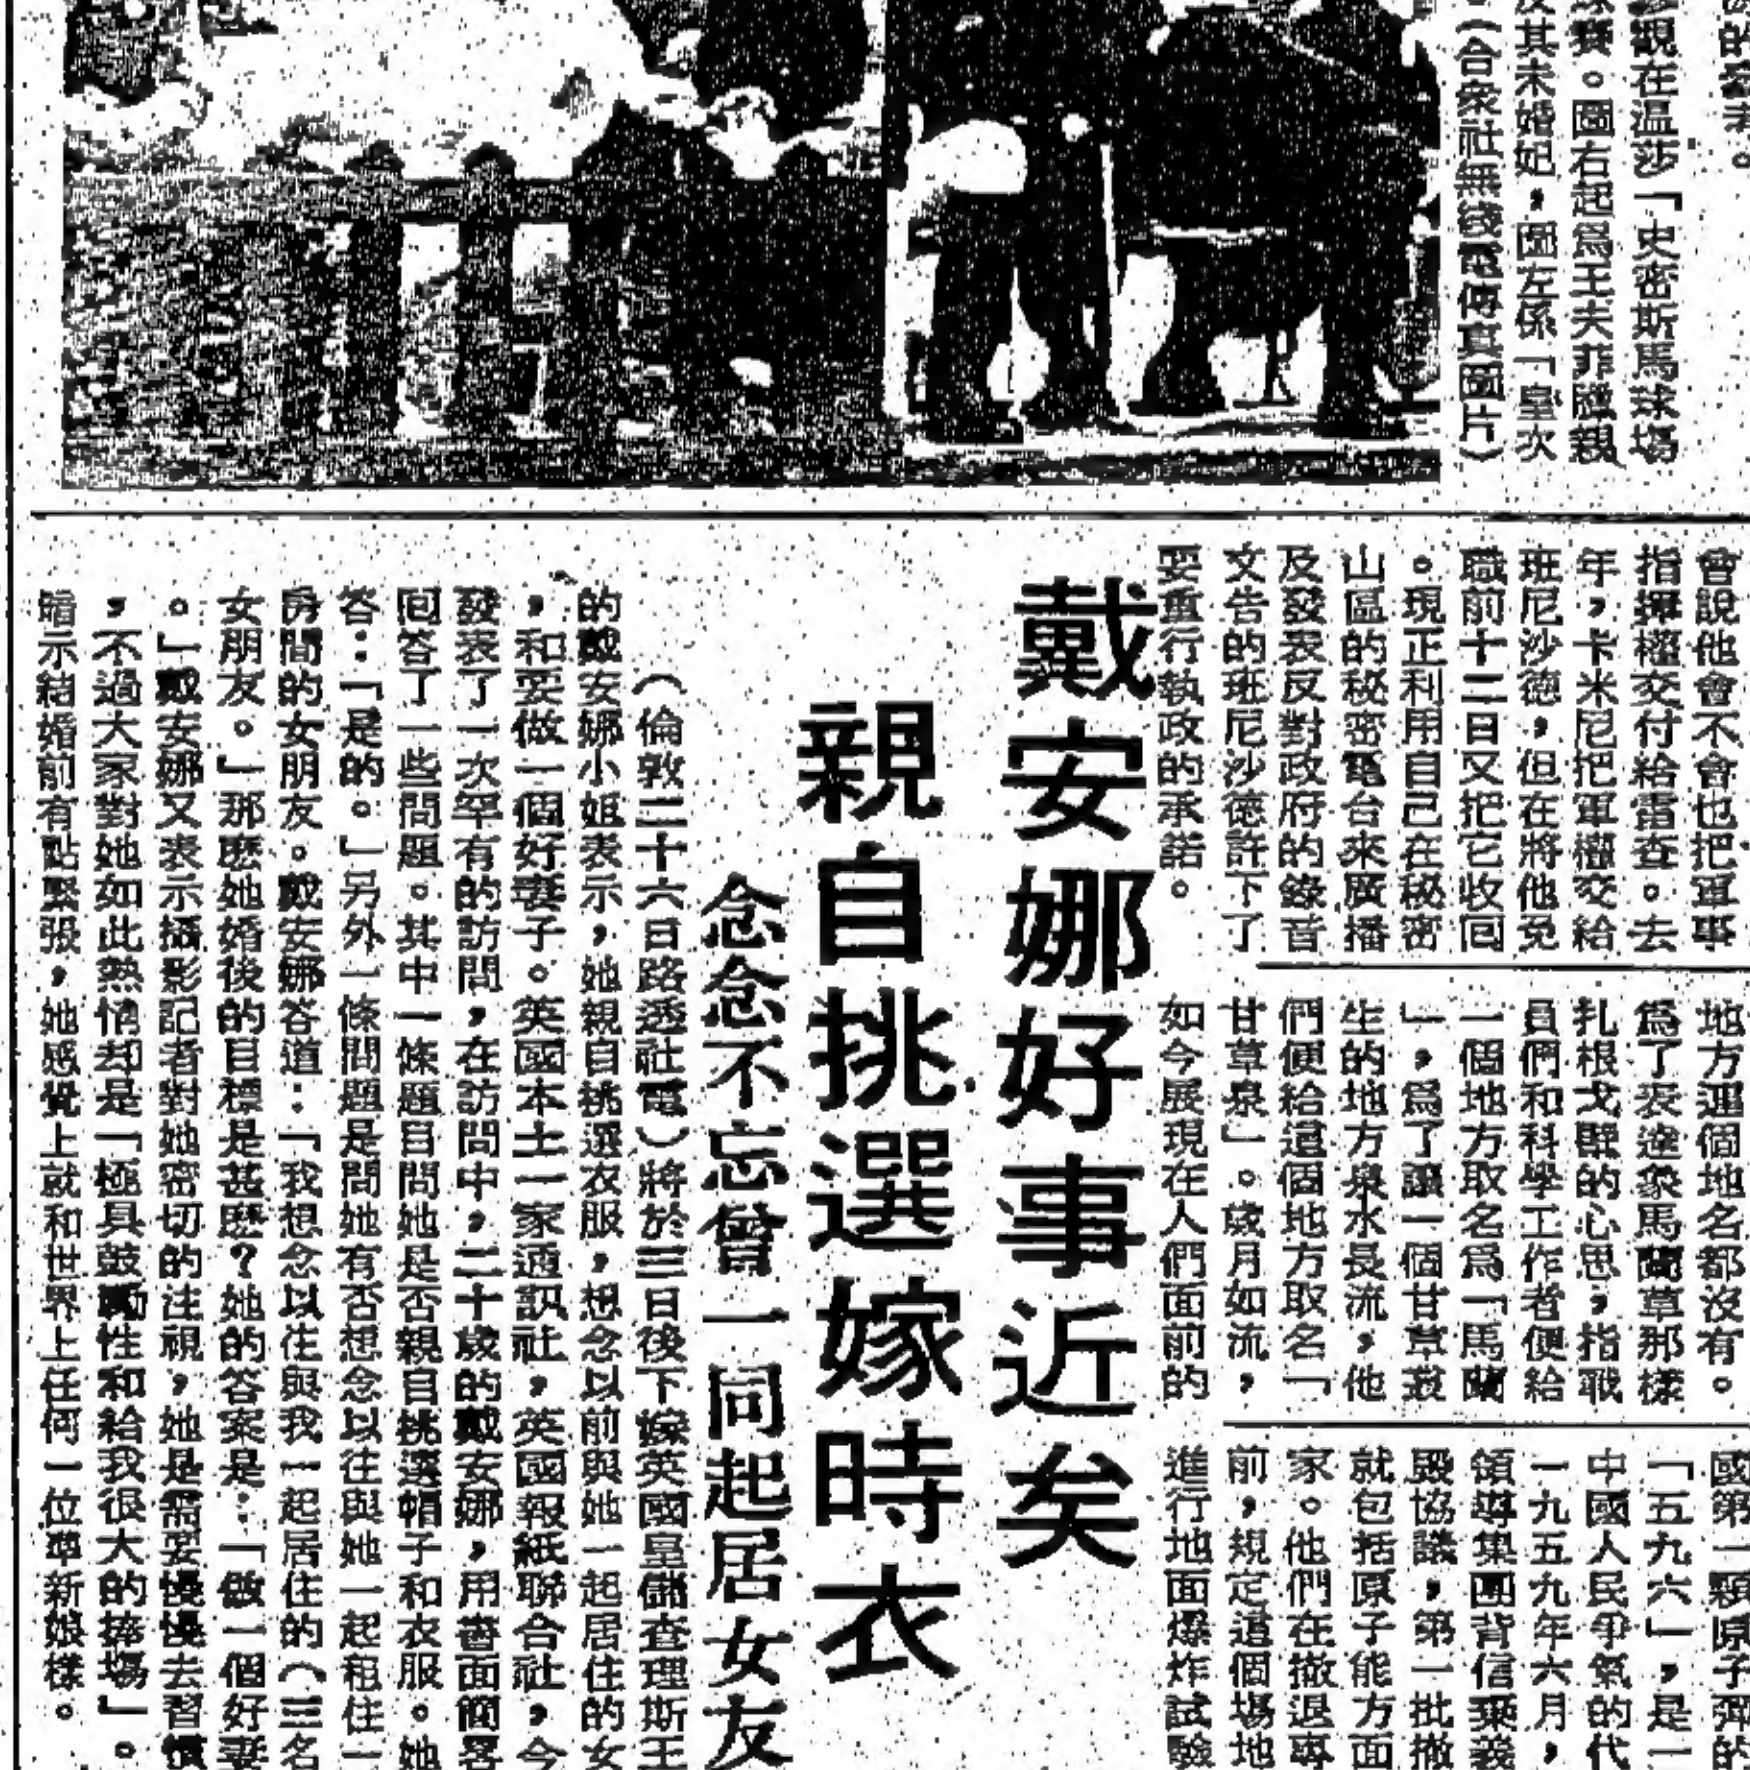 參觀在温莎「史密斯馬球場
球賽。圖右起爲王夫菲臘親
及其未婚妃，圖左係「皇次
（合衆社無綫電傳真圖片）
會說他會不會也把軍事
指揮權交付給雷查。去
年，卡米尼把軍權交給
班尼沙德，但在將他免
職前十二日又把它收回
。現正利用自己在秘密
山區的秘密電台來廣播
及發表反對政府的錄音
文告的班尼沙德許下了
要重行執政的承諾。
地方連個地名都沒有。
爲了表達象馬蘭草那樣
扎根戈壁的心思，指戰
員們和科學工作者便給
一個地方取名爲「馬蘭
」，爲了讓一個甘草叢
生的地方泉水長流，他
們便給這個地方取名「
甘草泉」。歲月如流，
如今展現在人們面前的
國第一顆原子彈的
「五九六」，是一
中國人民爭氣的代
一九五九年六月，
領導集團背信棄義
毀協議，第一批撤
就包括原子能方面
家。他們在撤退專
前，規定這個場地
進行地面爆炸試驗
戴安娜好事近矣
親自挑選嫁時衣
念念不忘曾一同起居女友
（倫敦二十六日路透社電）將於三日後下嫁英國皇儲查理斯王
的戴安娜小姐表示，她親自挑選衣服，想念以前與她一起居住的女
，和要做一個好妻子。英國本土一家通訊社，英國報紙聯合社，今
發表了一次罕有的訪問，在訪問中，二十歲的戴安娜，用書面簡畧
回答了一些問題。其中一條題目問她是否親自挑選帽子和衣服。她
答：「是的。」另外一條問題是問她有否想念以往與她一起租住一
房間的女朋友。戴安娜答道：「我想念以往與我一起居住的（三名
女朋友。」那麽她婚後的目標是甚麽？她的答案是：「做一個好妻
。」戴安娜又表示攝影記者對她密切的注視，她是需要慢慢去習慣
，不過大家對她如此熱情却是「極具鼓勵性和給我很大的捧塲」。
暗示結婚前有點緊張，她感覺上就和世界上任何一位準新娘樣。